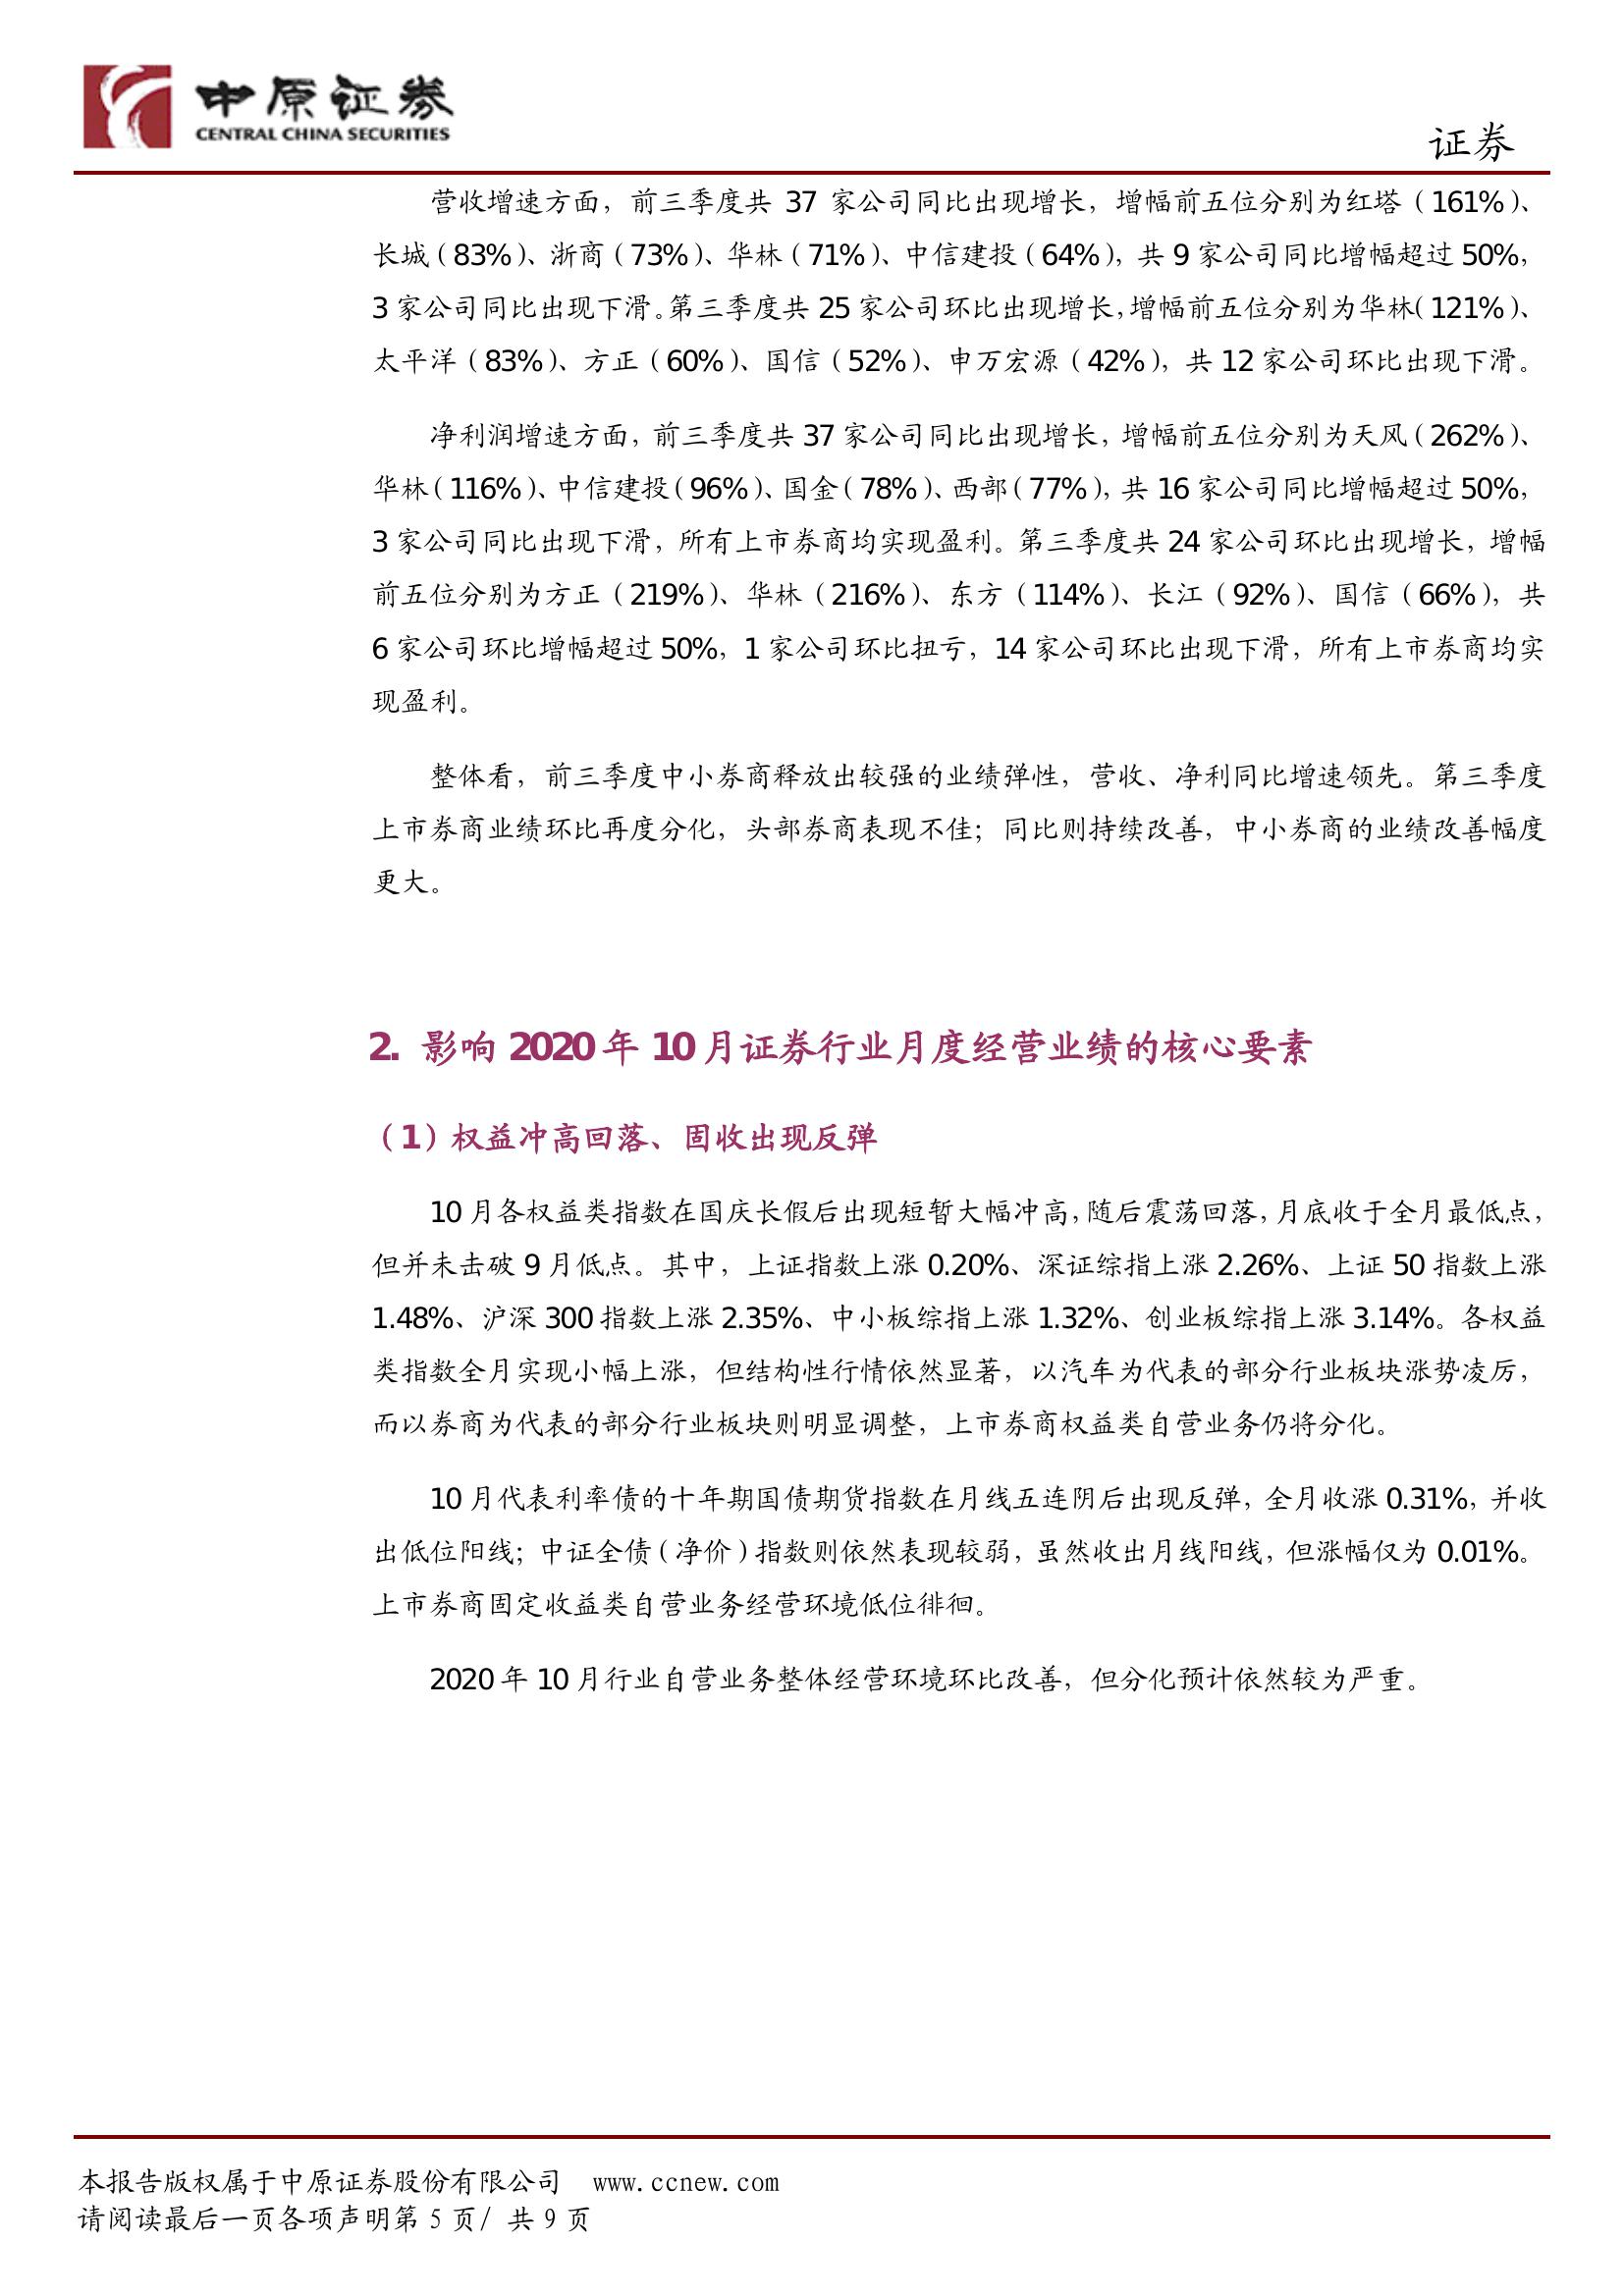 中原证券
CENTRAL CHINA SECURITIES
证券
营收增速方面，前三季度共 37 家公司同比出现增长，增幅前五位分别为红塔（161%）、
长城（83%）、浙商（73%）、华林（71%）、中信建投（64%），共 9 家公司同比增幅超过 50%，
3 家公司同比出现下滑。第三季度共 25 家公司环比出现增长，增幅前五位分别为华林（121%）、
太平洋（83%）、方正（60%）、国信（52%）、申万宏源（42%），共 12 家公司环比出现下滑。
净利润增速方面，前三季度共 37 家公司同比出现增长，增幅前五位分别为天风（262%）、
华林（116%）、中信建投（96%）、国金（78%）、西部（77%），共 16 家公司同比增幅超过 50%，
3 家公司同比出现下滑，所有上市券商均实现盈利。第三季度共 24 家公司环比出现增长，增幅
前五位分别为方正（219%）、华林（216%）、东方（114%）、长江（92%）、国信（66%），共
6 家公司环比增幅超过 50%，1 家公司环比扭亏，14 家公司环比出现下滑，所有上市券商均实
现盈利。
整体看，前三季度中小券商释放出较强的业绩弹性，营收、净利同比增速领先。第三季度
上市券商业绩环比再度分化，头部券商表现不佳；同比则持续改善，中小券商的业绩改善幅度
更大。
2. 影响 2020 年 10 月证券行业月度经营业绩的核心要素
（1）权益冲高回落、固收出现反弹
10 月各权益类指数在国庆长假后出现短暂大幅冲高，随后震荡回落，月底收于全月最低点，
但并未击破 9 月低点。其中，上证指数上涨 0.20%、深证综指上涨 2.26%、上证 50 指数上涨
1.48%、沪深 300 指数上涨 2.35%、中小板综指上涨 1.32%、创业板综指上涨 3.14%。各权益
类指数全月实现小幅上涨，但结构性行情依然显著，以汽车为代表的部分行业板块涨势凌厉，
而以券商为代表的部分行业板块则明显调整，上市券商权益类自营业务仍将分化。
10 月代表利率债的十年期国债期货指数在月线五连阴后出现反弹，全月收涨 0.31%，并收
出低位阳线；中证全债（净价）指数则依然表现较弱，虽然收出月线阳线，但涨幅仅为 0.01%。
上市券商固定收益类自营业务经营环境低位徘徊。
2020 年 10 月行业自营业务整体经营环境环比改善，但分化预计依然较为严重。
本报告版权属于中原证券股份有限公司 www.ccnew.com
请阅读最后一页各项声明第 5 页/ 共 9 页